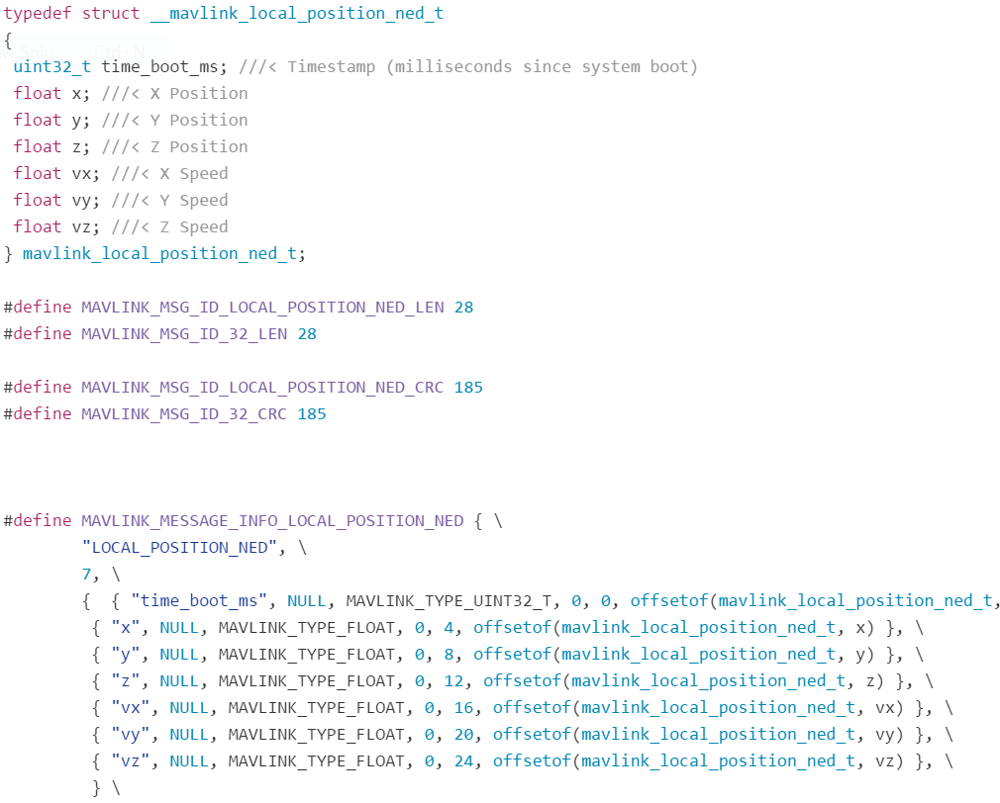 typedef struct __mavlink_local_position_ned_t
{
 uint32_t time_boot_ms; ///< Timestamp (milliseconds since system boot)
 float x; ///< X Position
 float y; ///< Y Position
 float z; ///< Z Position
 float vx; ///< X Speed
 float vy; ///< Y Speed
 float vz; ///< Z Speed
} mavlink_local_position_ned_t;

#define MAVLINK_MSG_ID_LOCAL_POSITION_NED_LEN 28
#define MAVLINK_MSG_ID_32_LEN 28

#define MAVLINK_MSG_ID_LOCAL_POSITION_NED_CRC 185
#define MAVLINK_MSG_ID_32_CRC 185

#define MAVLINK_MESSAGE_INFO_LOCAL_POSITION_NED { \
        "LOCAL_POSITION_NED", \
        7, \
        {  { "time_boot_ms", NULL, MAVLINK_TYPE_UINT32_T, 0, 0, offsetof(mavlink_local_position_ned_t,
         { "x", NULL, MAVLINK_TYPE_FLOAT, 0, 4, offsetof(mavlink_local_position_ned_t, x) }, \
         { "y", NULL, MAVLINK_TYPE_FLOAT, 0, 8, offsetof(mavlink_local_position_ned_t, y) }, \
         { "z", NULL, MAVLINK_TYPE_FLOAT, 0, 12, offsetof(mavlink_local_position_ned_t, z) }, \
         { "vx", NULL, MAVLINK_TYPE_FLOAT, 0, 16, offsetof(mavlink_local_position_ned_t, vx) }, \
         { "vy", NULL, MAVLINK_TYPE_FLOAT, 0, 20, offsetof(mavlink_local_position_ned_t, vy) }, \
         { "vz", NULL, MAVLINK_TYPE_FLOAT, 0, 24, offsetof(mavlink_local_position_ned_t, vz) }, \
         } \